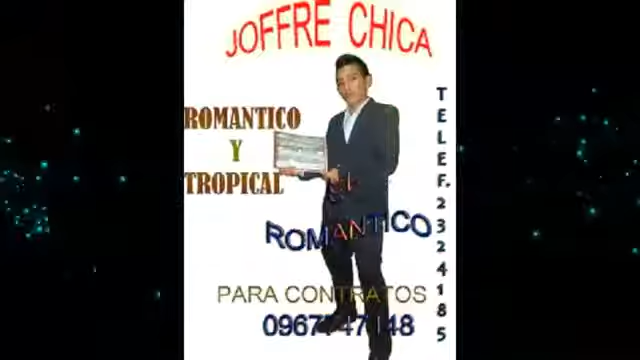 JOFFRE CHICA
ROMANTICO
Y
TROPICAL
TELEF. 2324185
ROMANTICO
PARA CONTRATOS